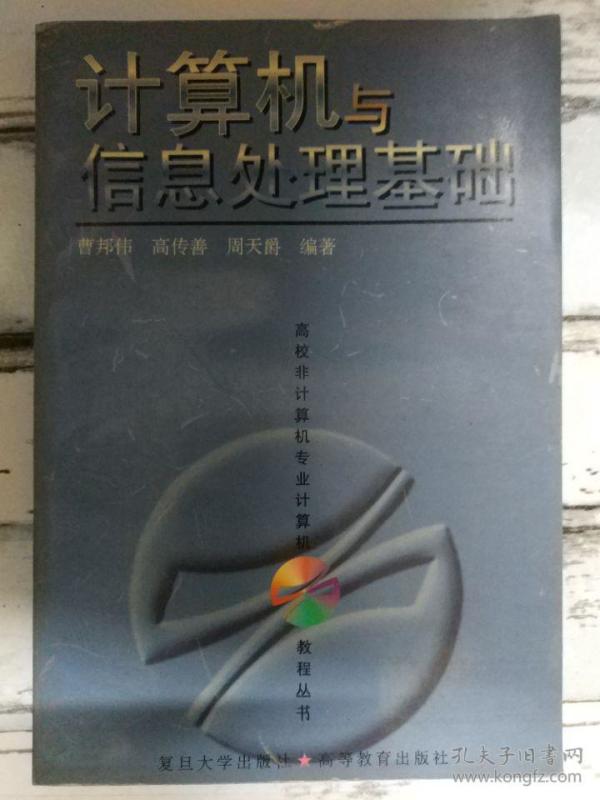 计算机与
信息处理基础
曹邦伟 高传善 周天爵 编著
高校非计算机专业计算机
教程丛书
复旦大学出版社★高等教育出版社
孔夫子旧书网
www.kongfz.com